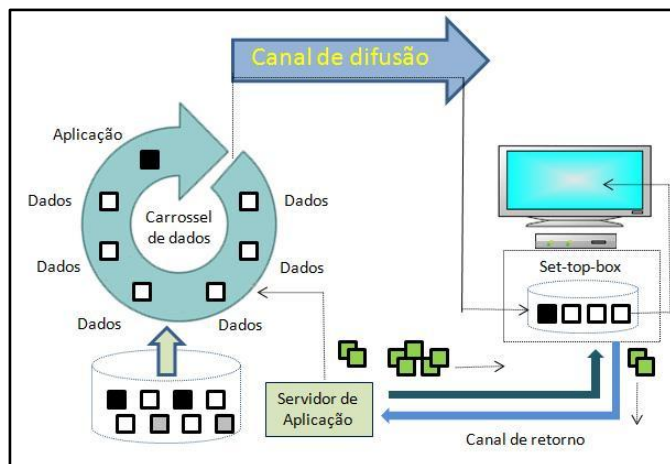 Canal de difusão
Aplicação
Dados
Dados
Dados
Dados
Dados
Dados
Carrossel
de dados
Set-top-box
Servidor de
Aplicação
Canal de retorno